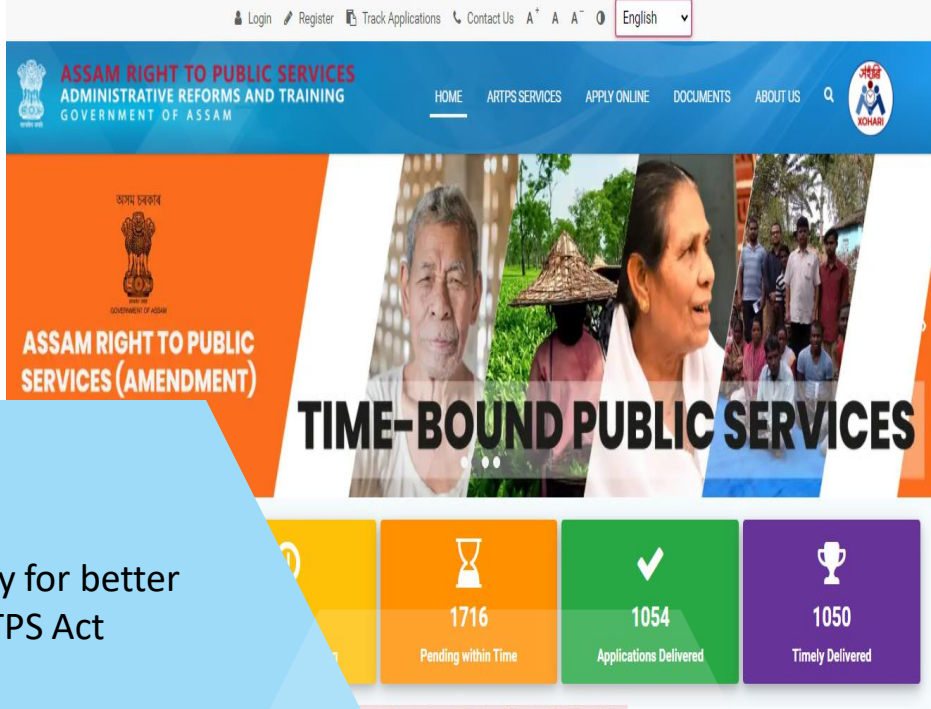 Login Register Track Applications Contact Us A+ A A- English
ASSAM RIGHT TO PUBLIC SERVICES
ADMINISTRATIVE REFORMS AND TRAINING
GOVERNMENT OF ASSAM
HOME ARTPS SERVICES APPLY ONLINE DOCUMENTS ABOUT US
XOHARI
অসম চৰকাৰ
GOVERNMENT OF ASSAM
ASSAM RIGHT TO PUBLIC
SERVICES (AMENDMENT)
TIME-BOUND PUBLIC SERVICES
y for better
TPS Act
1716 1054 1050
Pending within Time Applications Delivered Timely Delivered